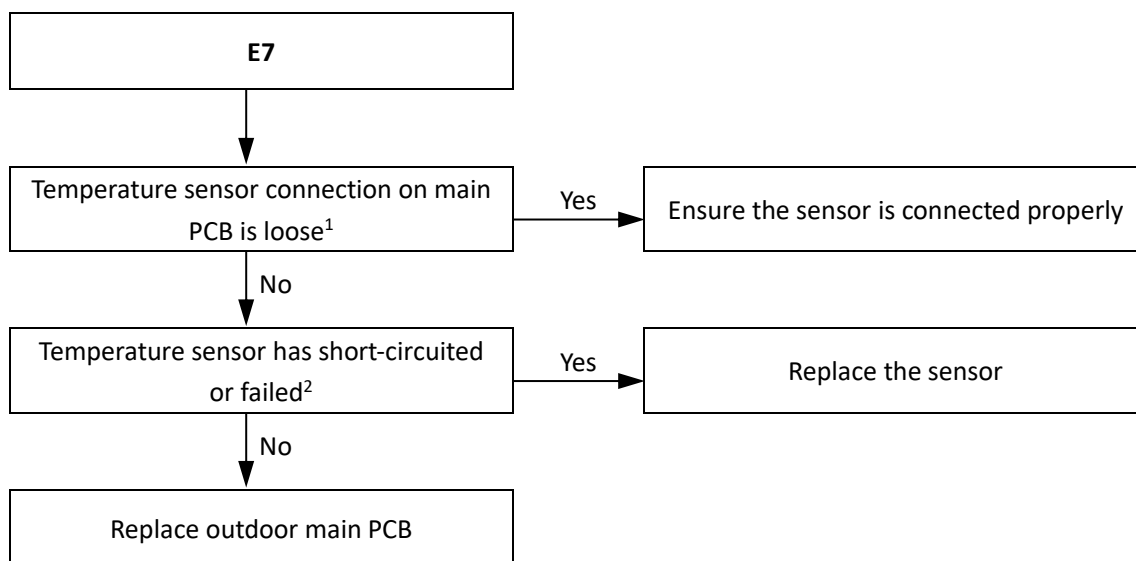 E7
Temperature sensor connection on main
PCB is loose1
Yes
Ensure the sensor is connected properly
No
Temperature sensor has short-circuited
or failed2
Yes
Replace the sensor
No
Replace outdoor main PCB